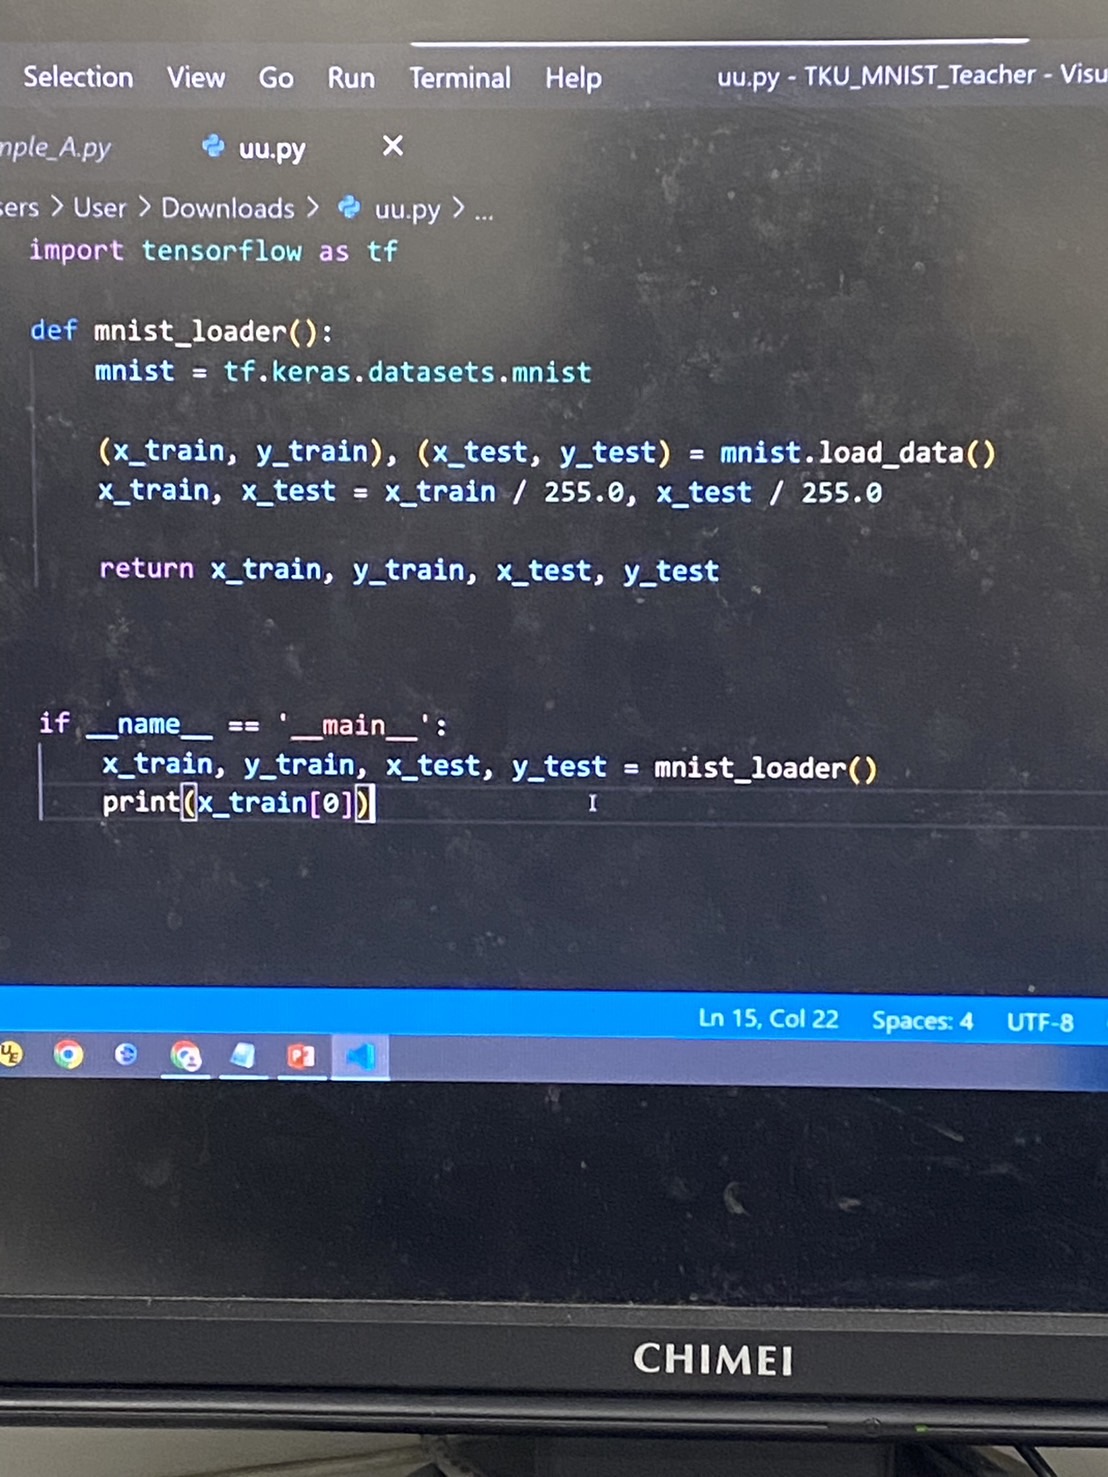 Selection View Go Run Terminal Help uu.py - TKU_MNIST_Teacher - Visu
mple_A.py uu.py ×
sers > User > Downloads > uu.py > ...
import tensorflow as tf
def mnist_loader():
    mnist = tf.keras.datasets.mnist
    (x_train, y_train), (x_test, y_test) = mnist.load_data()
    x_train, x_test = x_train / 255.0, x_test / 255.0
    return x_train, y_train, x_test, y_test
if __name__ == '__main__':
    x_train, y_train, x_test, y_test = mnist_loader()
    print(x_train[0])
Ln 15, Col 22 Spaces: 4 UTF-8
UE P
CHIMEI